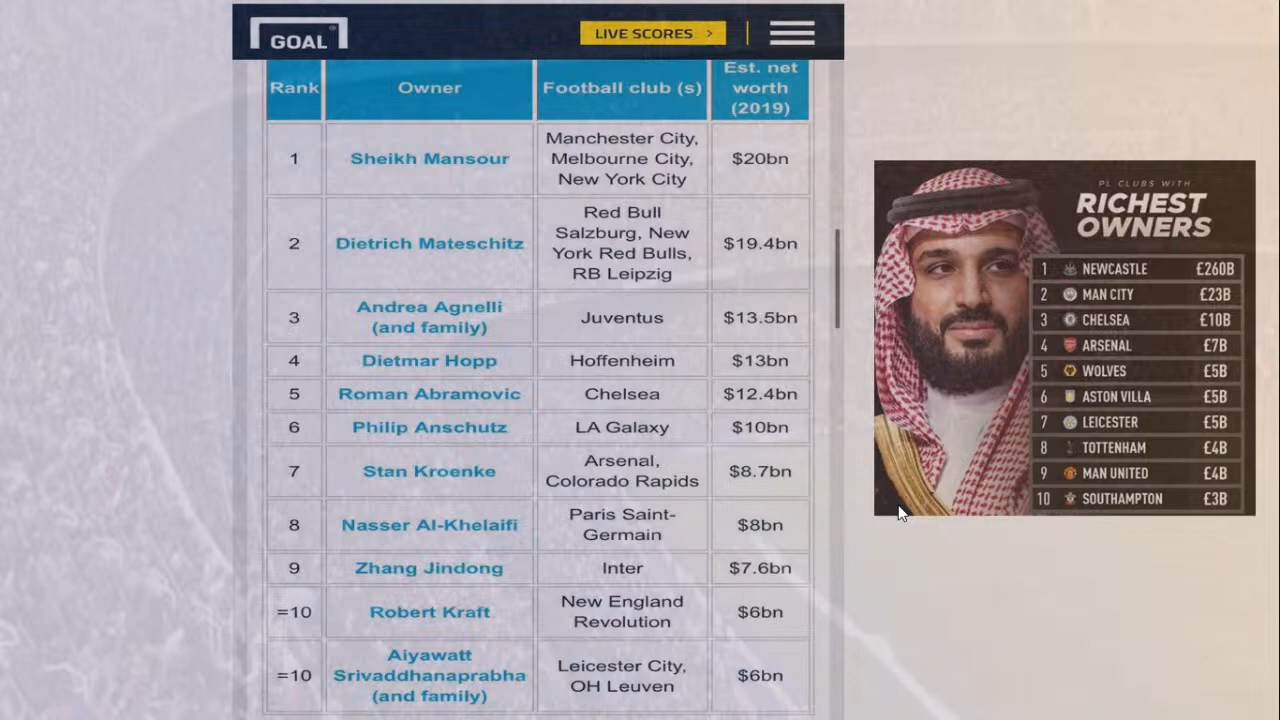 GOAL
LIVE SCORES >
Rank Owner Football club (s) Est. net worth (2019)
1 Sheikh Mansour Manchester City, Melbourne City, New York City $20bn
2 Dietrich Mateschitz Red Bull Salzburg, New York Red Bulls, RB Leipzig $19.4bn
3 Andrea Agnelli (and family) Juventus $13.5bn
4 Dietmar Hopp Hoffenheim $13bn
5 Roman Abramovic Chelsea $12.4bn
6 Philip Anschutz LA Galaxy $10bn
7 Stan Kroenke Arsenal, Colorado Rapids $8.7bn
8 Nasser Al-Khelaifi Paris Saint-Germain $8bn
9 Zhang Jindong Inter $7.6bn
=10 Robert Kraft New England Revolution $6bn
=10 Aiyawatt Srivaddhanaprabha (and family) Leicester City, OH Leuven $6bn
PL CLUBS WITH
RICHEST
OWNERS
1 NEWCASTLE £260B
2 MAN CITY £23B
3 CHELSEA £10B
4 ARSENAL £7B
5 WOLVES £5B
6 ASTON VILLA £5B
7 LEICESTER £5B
8 TOTTENHAM £4B
9 MAN UNITED £4B
10 SOUTHAMPTON £3B